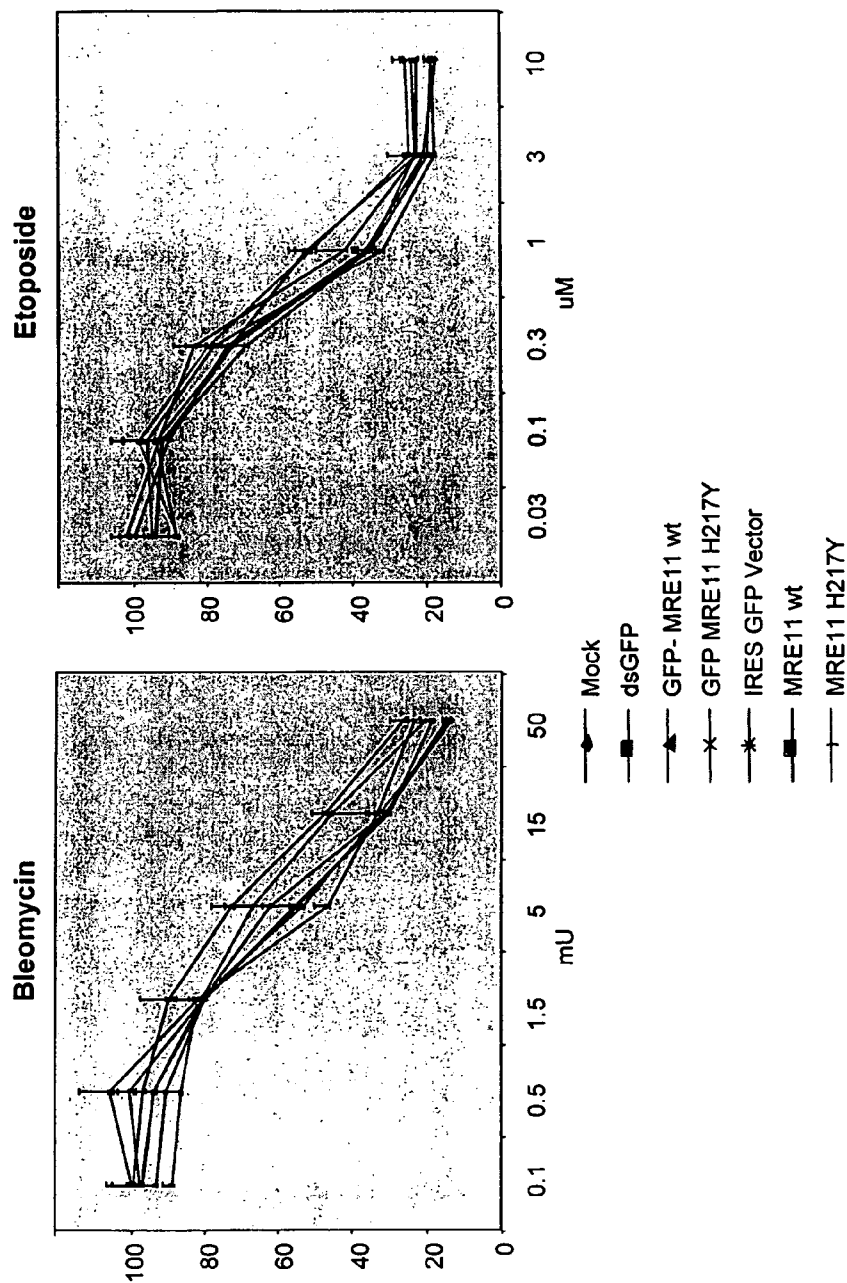 Bleomycin
100
80
60
40
20
0
0.1 0.5 1.5 5 15 50
mU
Etoposide
100
80
60
40
20
0
0.03 0.1 0.3 1 3 10
uM
Mock
dsGFP
GFP- MRE11 wt
GFP MRE11 H217Y
IRES GFP Vector
MRE11 wt
MRE11 H217Y